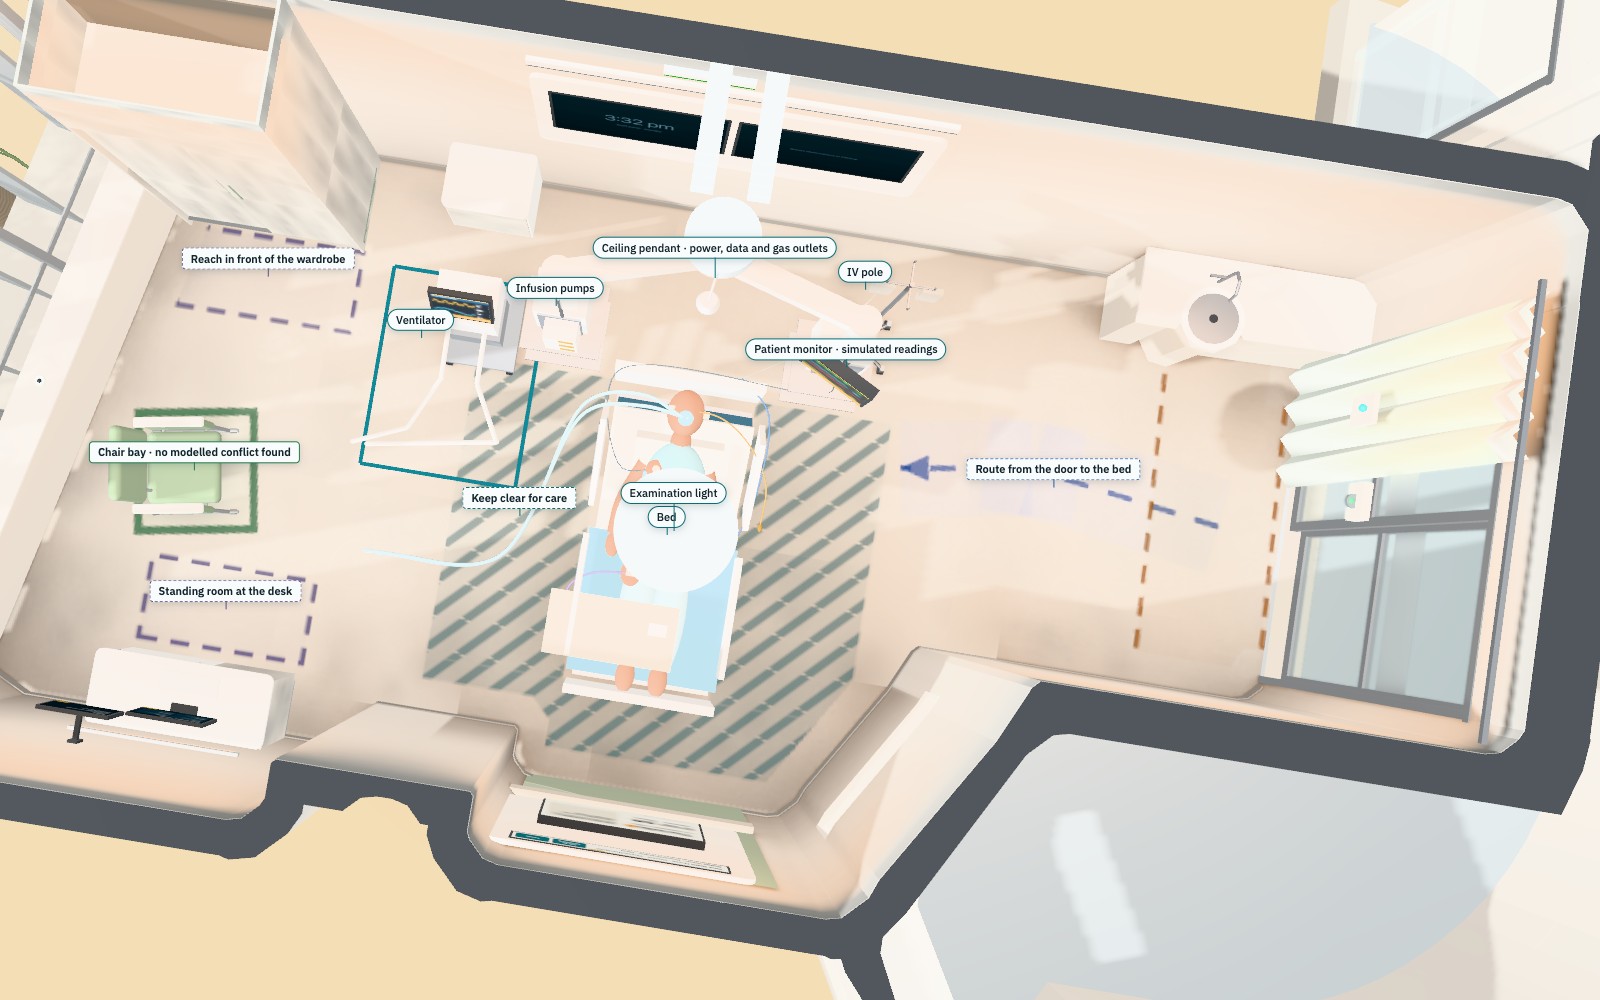 3:32 pm
Reach in front of the wardrobe
Ceiling pendant · power, data and gas outlets
IV pole
Infusion pumps
Ventilator
Patient monitor · simulated readings
Chair bay · no modelled conflict found
Route from the door to the bed
Keep clear for care
Examination light
Bed
Standing room at the desk